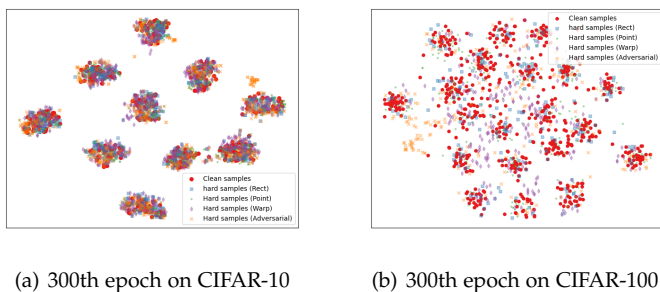 Clean samples
hard samples (Rect)
Hard samples (Point)
Hard samples (Warp)
Hard samples (Adversarial)
Clean samples
hard samples (Rect)
Hard samples (Point)
Hard samples (Warp)
Hard samples (Adversarial)
(a) 300th epoch on CIFAR-10
(b) 300th epoch on CIFAR-100